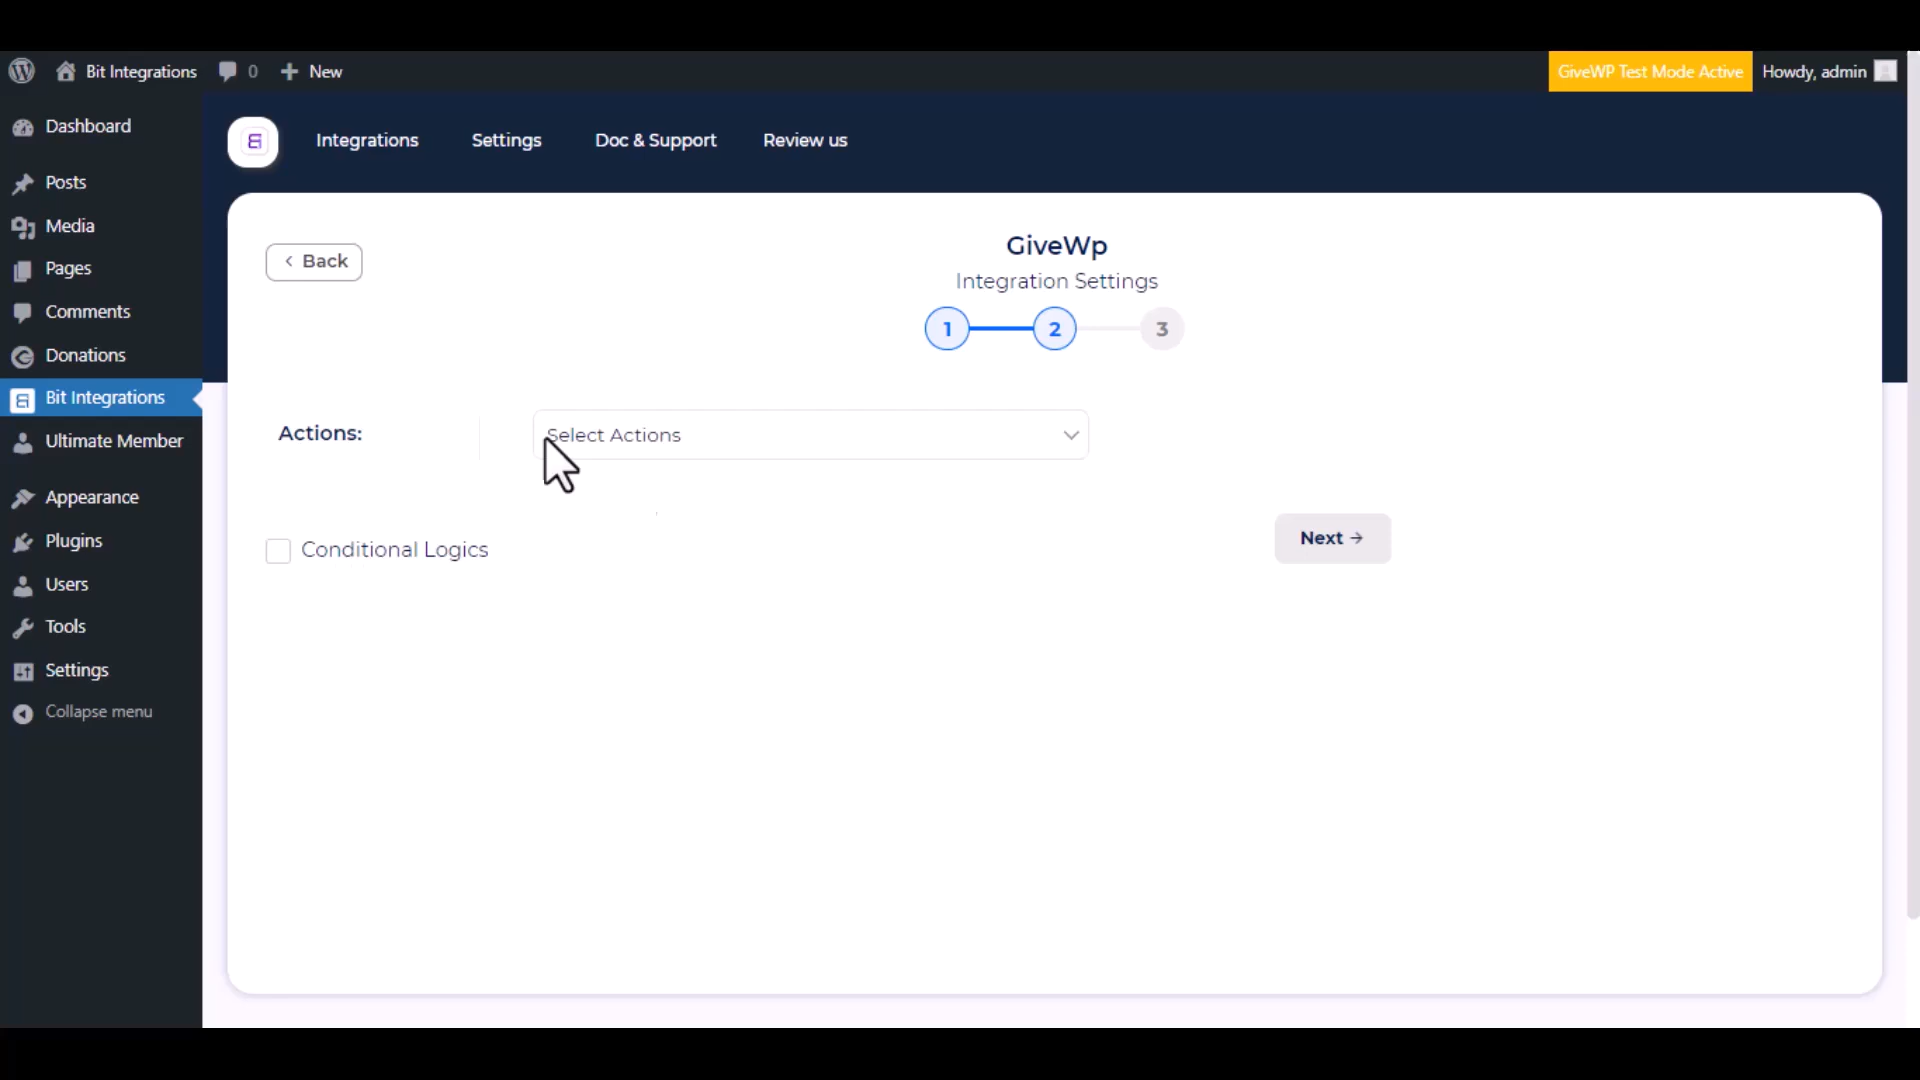 Bit Integrations 0 New GiveWP Test Mode Active Howdy, admin
Dashboard
Posts
Media
Pages
Comments
Donations
Bit Integrations
Ultimate Member
Appearance
Plugins
Users
Tools
Settings
Collapse menu
Integrations Settings Doc & Support Review us
< Back
GiveWp
Integration Settings
1 2 3
Actions: Select Actions
Conditional Logics
Next →